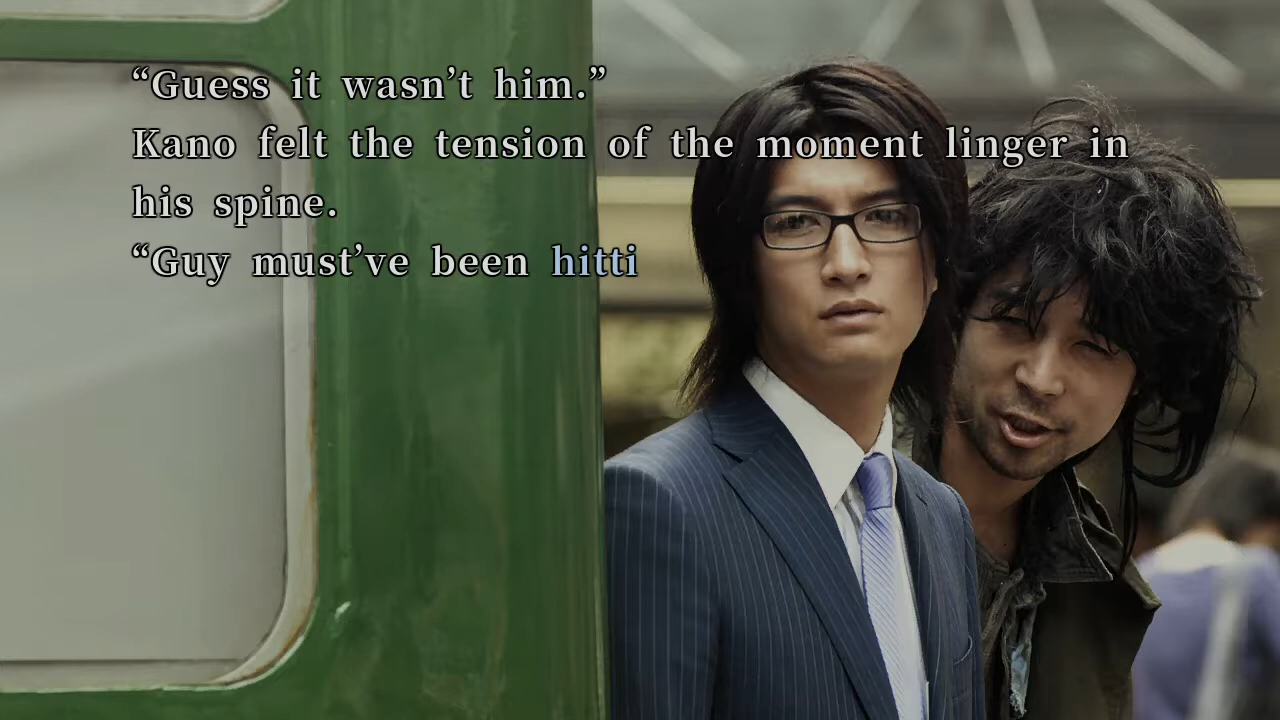 “Guess it wasn’t him.”
Kano felt the tension of the moment linger in
his spine.
“Guy must’ve been hitti